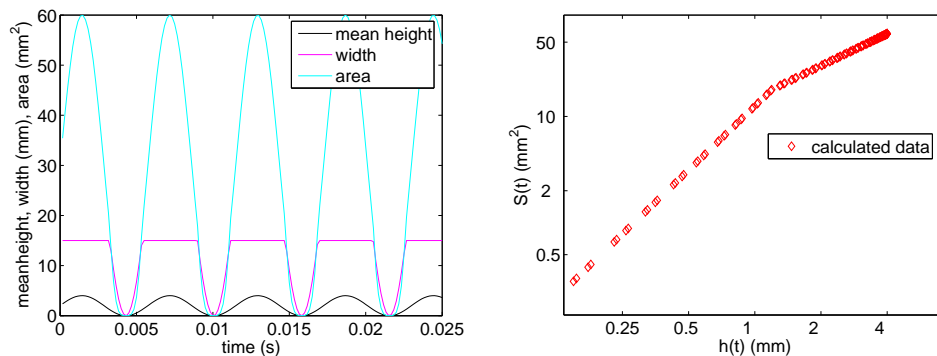 60
50
40
30
20
10
0
meanheight, width (mm), area (mm²)
mean height
width
area
0
0.005
0.01
0.015
0.02
0.025
time (s)
50
10
2
0.5
S(t) (mm²)
calculated data
0.25
0.5
1
2
4
h(t) (mm)